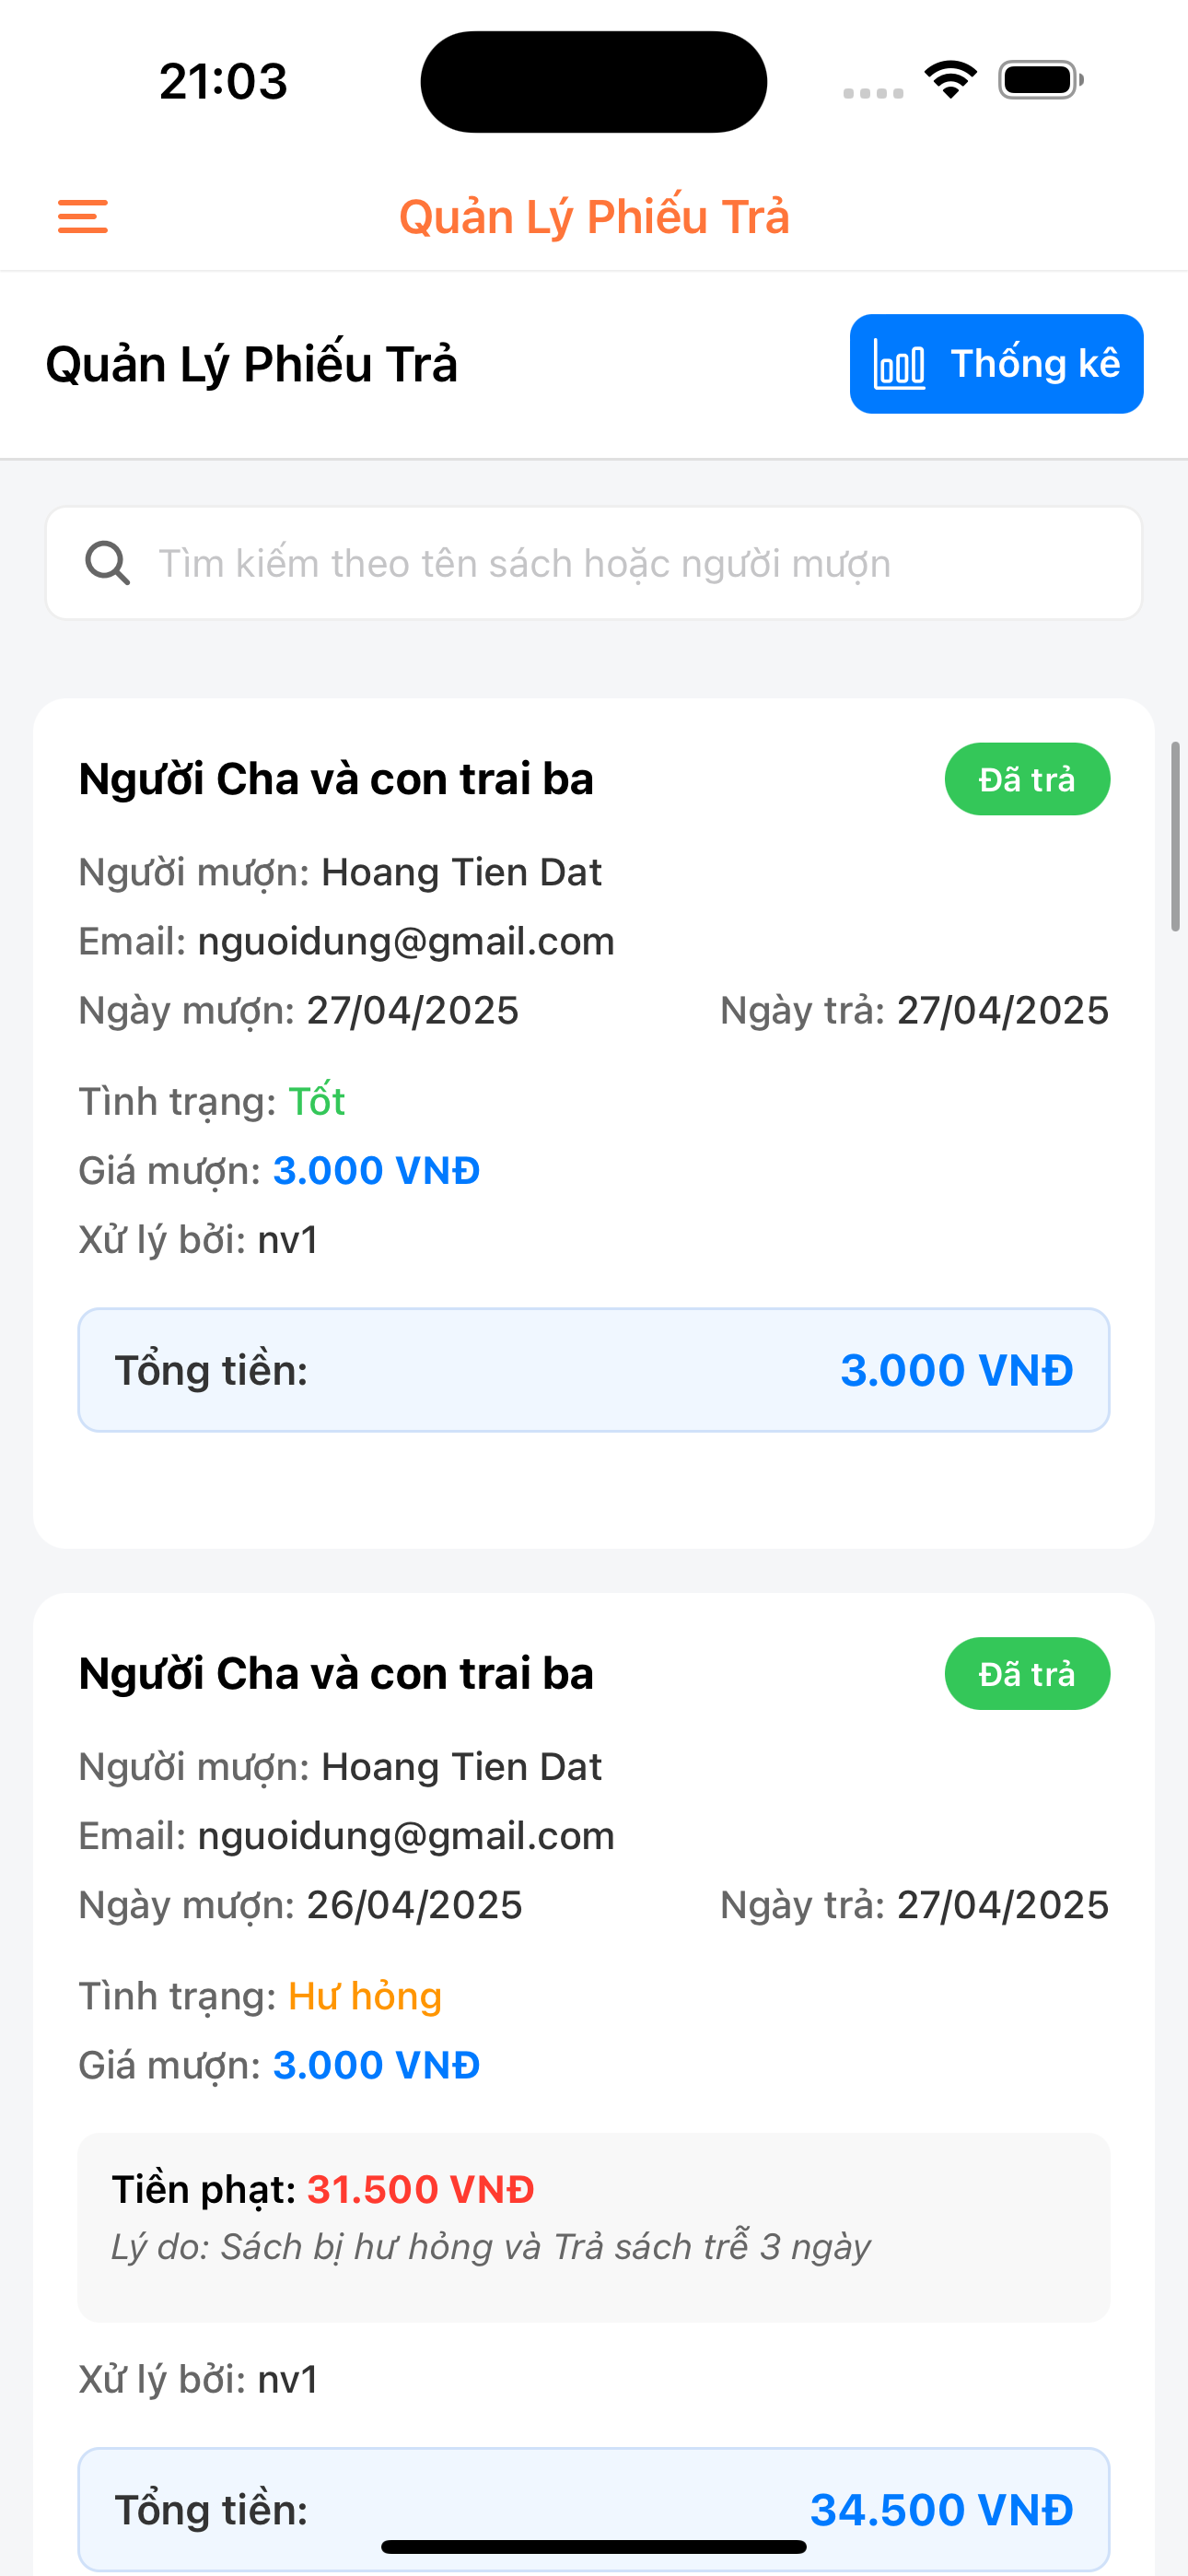 21:03
Quản Lý Phiếu Trả
Quản Lý Phiếu Trả
Thống kê
Tìm kiếm theo tên sách hoặc người mượn
Người Cha và con trai ba
Đã trả
Người mượn: Hoang Tien Dat
Email: nguoidung@gmail.com
Ngày mượn: 27/04/2025 Ngày trả: 27/04/2025
Tình trạng: Tốt
Giá mượn: 3.000 VNĐ
Xử lý bởi: nv1
Tổng tiền: 3.000 VNĐ
Người Cha và con trai ba
Đã trả
Người mượn: Hoang Tien Dat
Email: nguoidung@gmail.com
Ngày mượn: 26/04/2025 Ngày trả: 27/04/2025
Tình trạng: Hư hỏng
Giá mượn: 3.000 VNĐ
Tiền phạt: 31.500 VNĐ
Lý do: Sách bị hư hỏng và Trả sách trễ 3 ngày
Xử lý bởi: nv1
Tổng tiền: 34.500 VNĐ